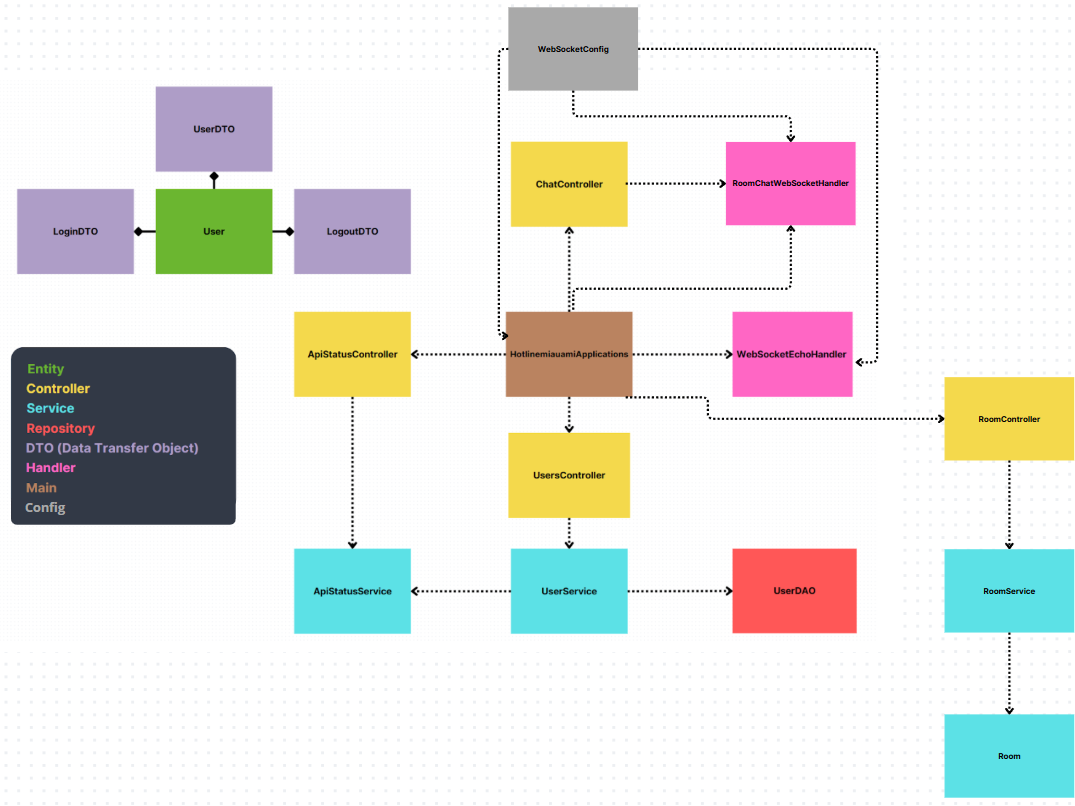 WebSocketConfig
UserDTO
ChatController
RoomChatWebSocketHandler
LoginDTO
User
LogoutDTO
ApiStatusController
HotlinemiauamiApplications
WebSocketEchoHandler
Entity
Controller
Service
Repository
DTO (Data Transfer Object)
Handler
Main
Config
RoomController
UsersController
ApiStatusService
UserService
UserDAO
RoomService
Room